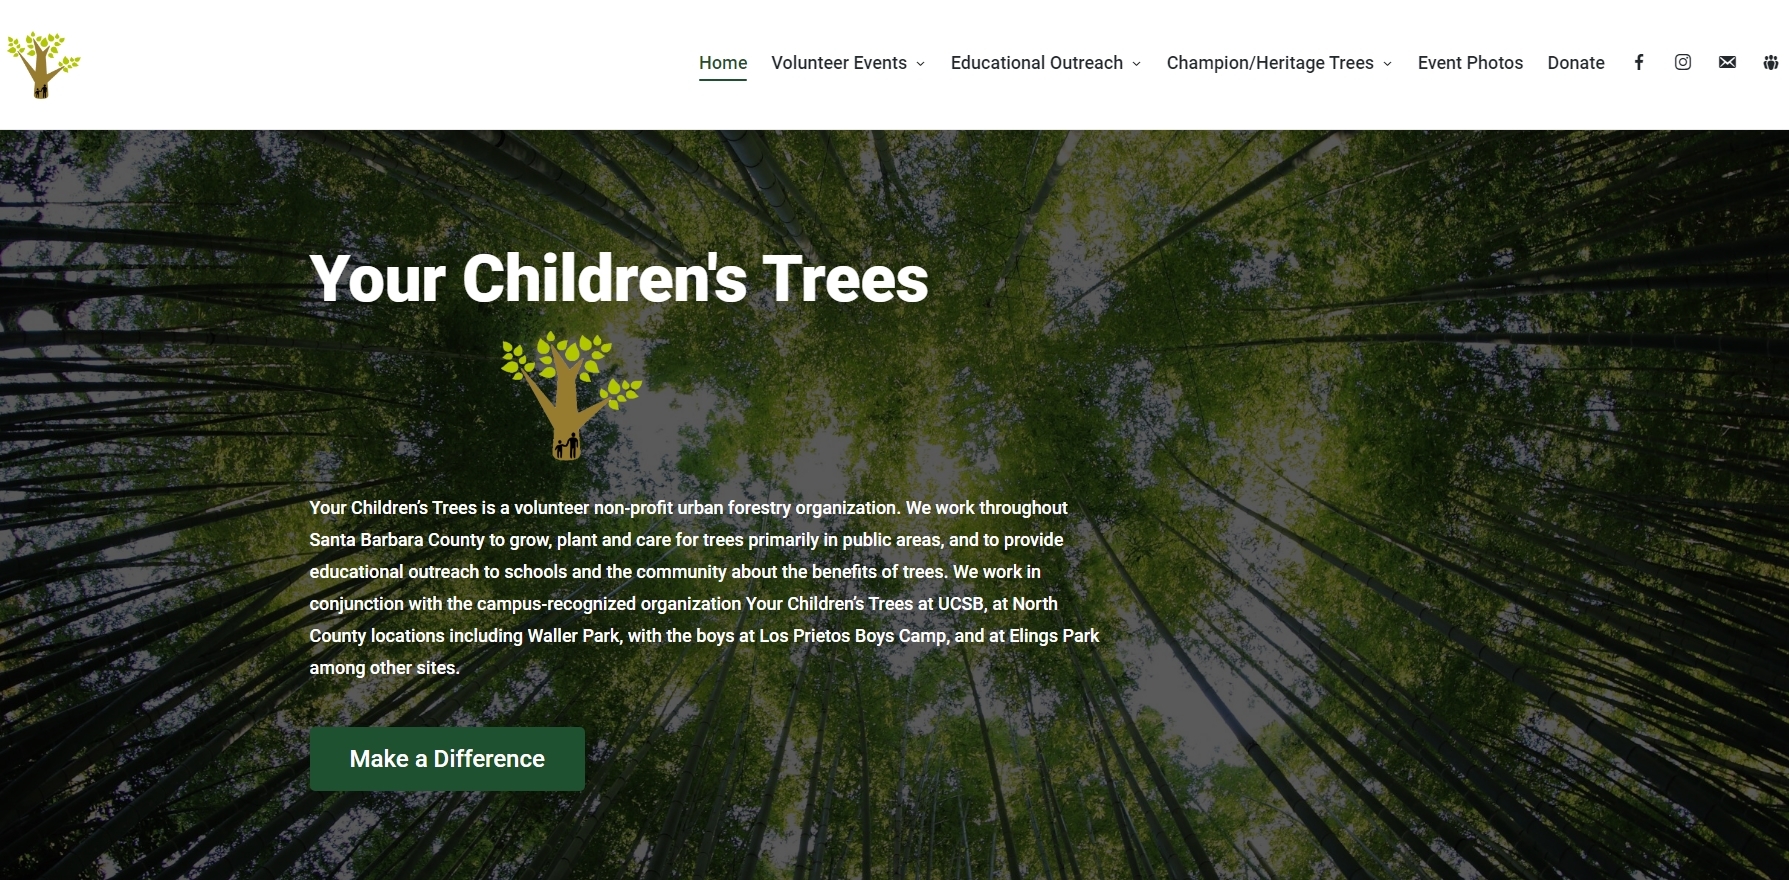 Home Volunteer Events Educational Outreach Champion/Heritage Trees Event Photos Donate
Your Children's Trees
Your Children’s Trees is a volunteer non-profit urban forestry organization. We work throughout
Santa Barbara County to grow, plant and care for trees primarily in public areas, and to provide
educational outreach to schools and the community about the benefits of trees. We work in
conjunction with the campus-recognized organization Your Children’s Trees at UCSB, at North
County locations including Waller Park, with the boys at Los Prietos Boys Camp, and at Elings Park
among other sites.
Make a Difference